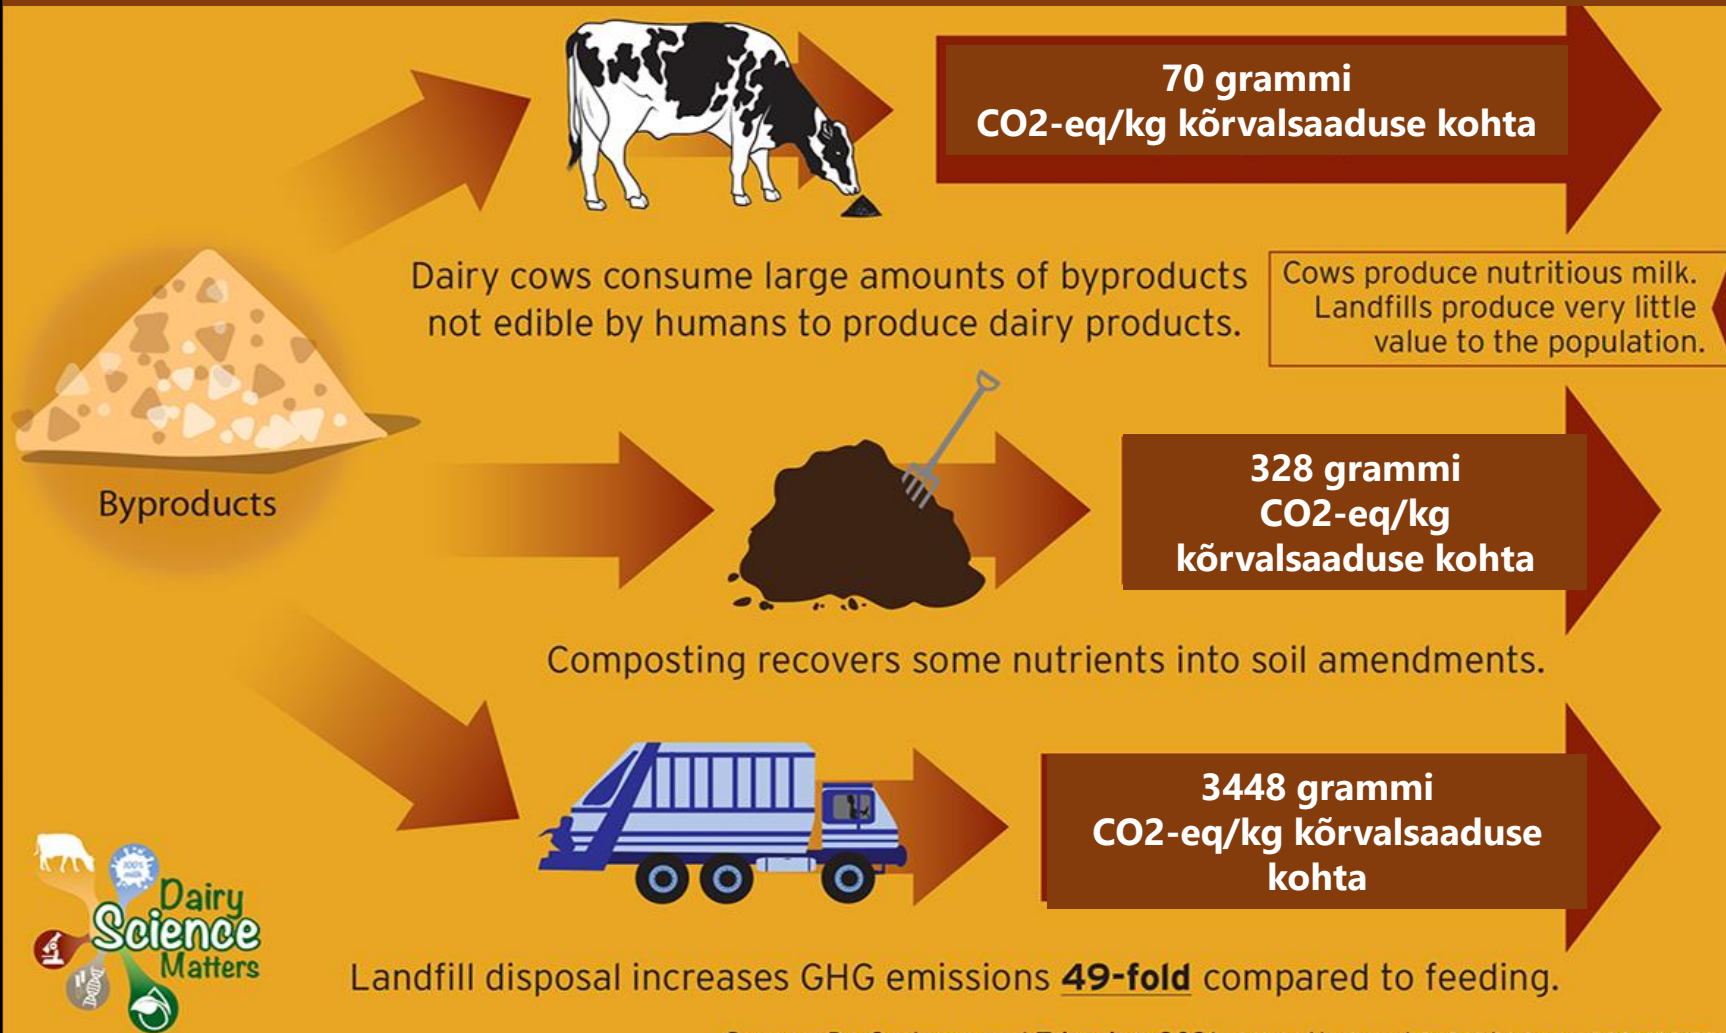 70 grammi
CO2-eq/kg kõrvalsaaduse kohta
Dairy cows consume large amounts of byproducts
not edible by humans to produce dairy products.
Cows produce nutritious milk.
Landfills produce very little
value to the population.
Byproducts
328 grammi
CO2-eq/kg
kõrvalsaaduse kohta
Composting recovers some nutrients into soil amendments.
3448 grammi
CO2-eq/kg kõrvalsaaduse
kohta
100%
milk
Dairy
Science
Matters
Landfill disposal increases GHG emissions 49-fold compared to feeding.